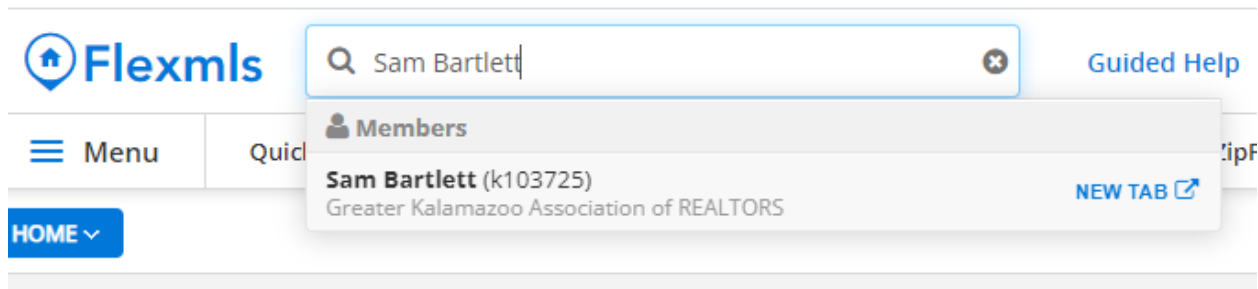 Flexmls
Sam Bartlett
Guided Help
Menu
Members
Sam Bartlett (k103725)
Greater Kalamazoo Association of REALTORS
NEW TAB
HOME